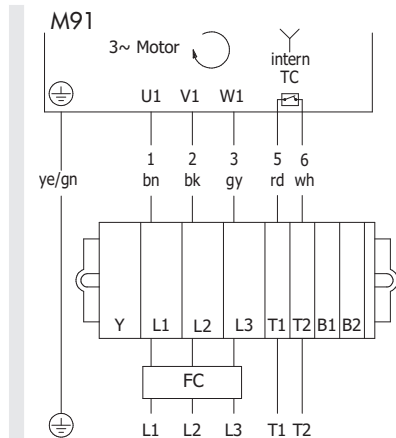 M91
3~ Motor
intern
TC
U1 V1 W1
1 2 3 5 6
ye/gn bn bk gy rd wh
Y L1 L2 L3 T1 T2 B1 B2
FC
L1 L2 L3 T1 T2